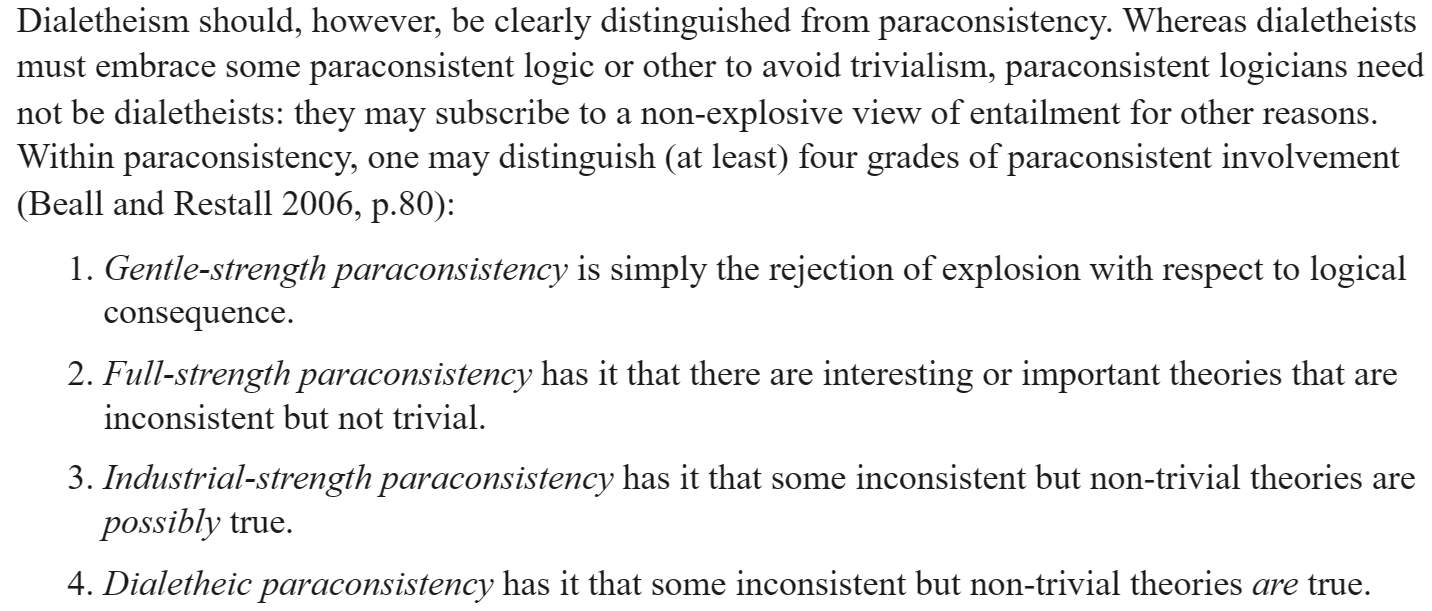 Dialetheism should, however, be clearly distinguished from paraconsistency. Whereas dialetheists
must embrace some paraconsistent logic or other to avoid trivialism, paraconsistent logicians need
not be dialetheists: they may subscribe to a non-explosive view of entailment for other reasons.
Within paraconsistency, one may distinguish (at least) four grades of paraconsistent involvement
(Beall and Restall 2006, p.80):
1. Gentle-strength paraconsistency is simply the rejection of explosion with respect to logical
consequence.
2. Full-strength paraconsistency has it that there are interesting or important theories that are
inconsistent but not trivial.
3. Industrial-strength paraconsistency has it that some inconsistent but non-trivial theories are
possibly true.
4. Dialetheic paraconsistency has it that some inconsistent but non-trivial theories are true.